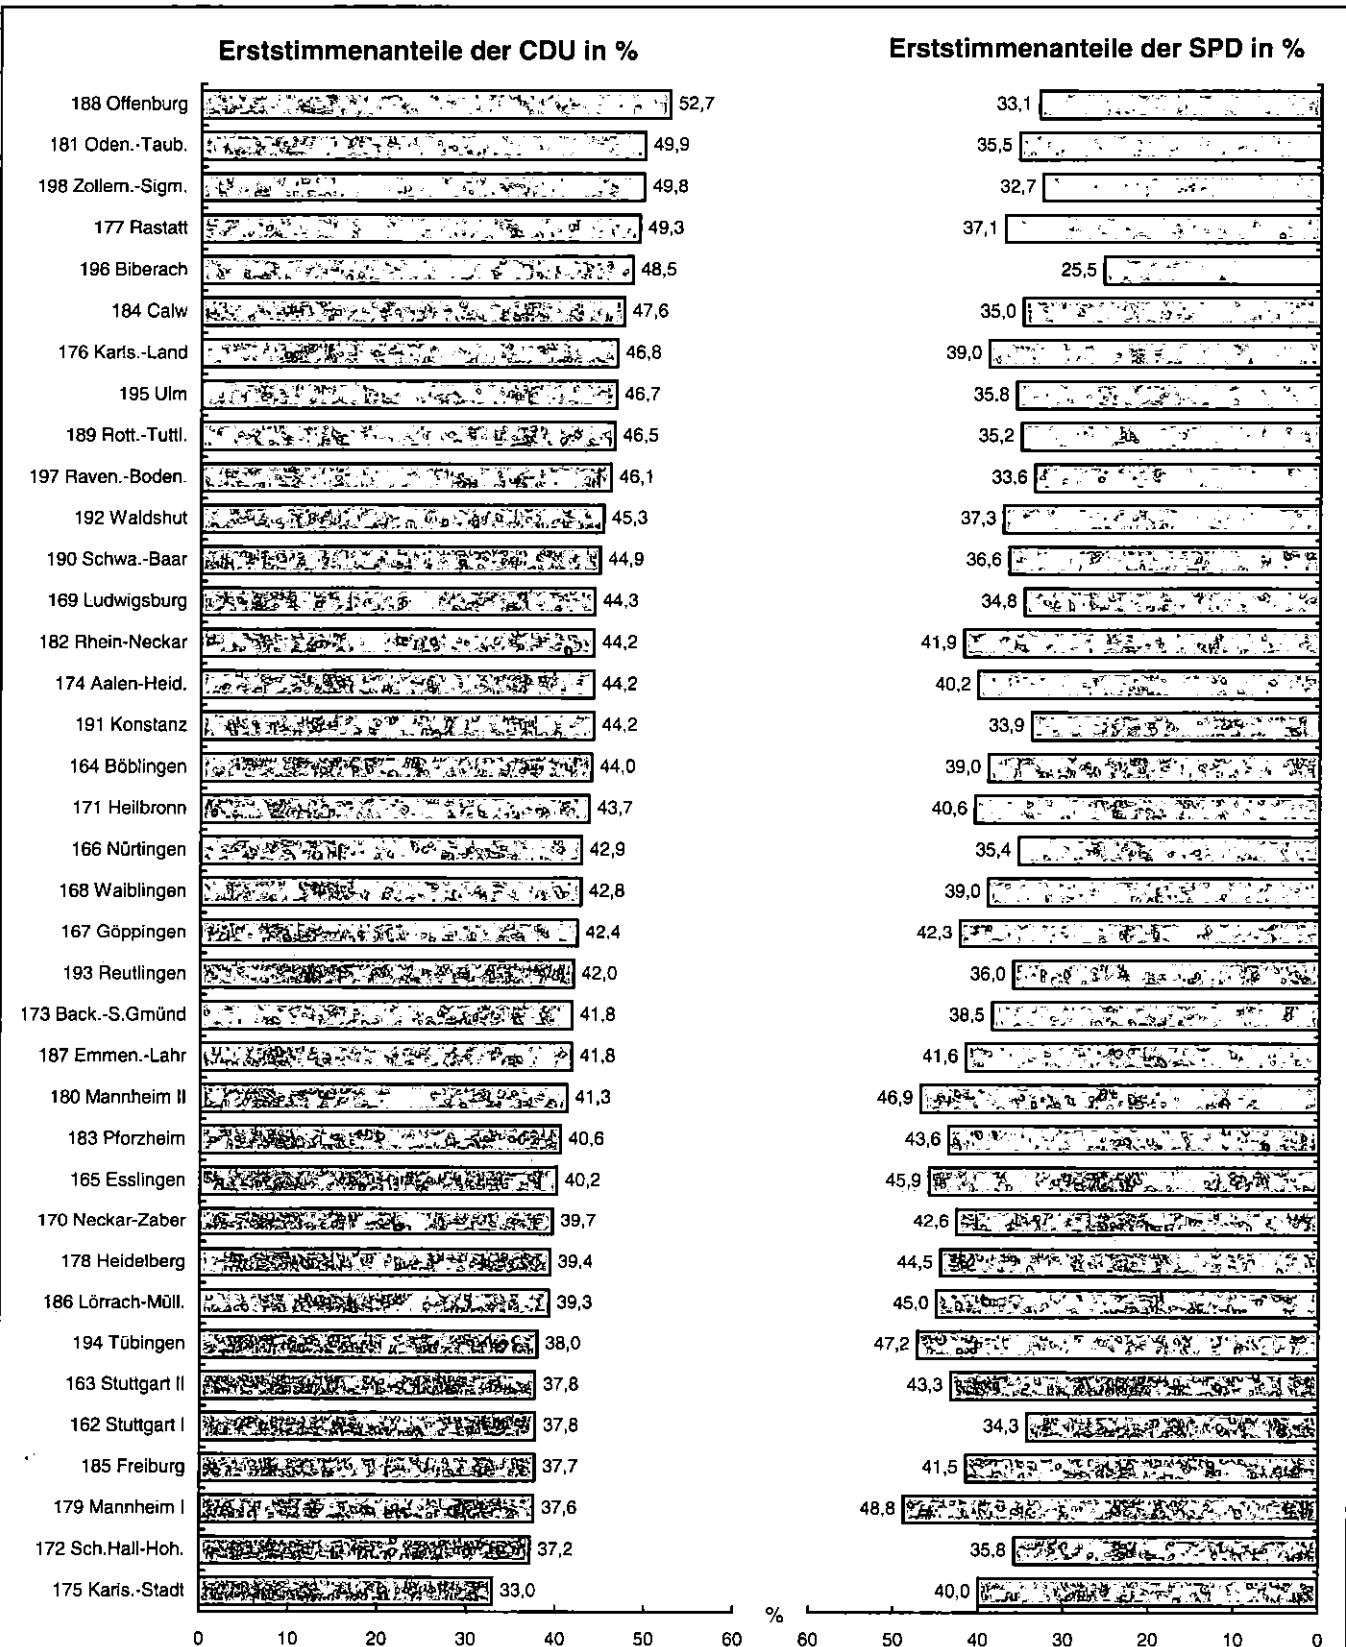 Erststimmenanteile der CDU in % Erststimmenanteile der SPD in %
188 Offenburg 52,7 33,1
181 Oden.-Taub. 49,9 35,5
198 Zollern.-Sigm. 49,8 32,7
177 Rastatt 49,3 37,1
196 Biberach 48,5 25,5
184 Calw 47,6 35,0
176 Karls.-Land 46,8 39,0
195 Ulm 46,7 35,8
189 Rott.-Tuttl. 46,5 35,2
197 Raven.-Boden. 46,1 33,6
192 Waldshut 45,3 37,3
190 Schwa.-Baar 44,9 36,6
169 Ludwigsburg 44,3 34,8
182 Rhein-Neckar 44,2 41,9
174 Aalen-Heid. 44,2 40,2
191 Konstanz 44,2 33,9
164 Böblingen 44,0 39,0
171 Heilbronn 43,7 40,6
166 Nürtingen 42,9 35,4
168 Waiblingen 42,8 39,0
167 Göppingen 42,4 42,3
193 Reutlingen 42,0 36,0
173 Back.-S.Gmünd 41,8 38,5
187 Emmen.-Lahr 41,8 41,6
180 Mannheim II 41,3 46,9
183 Pforzheim 40,6 43,6
165 Esslingen 40,2 45,9
170 Neckar-Zaber 39,7 42,6
178 Heidelberg 39,4 44,5
186 Lörrach-Müll. 39,3 45,0
194 Tübingen 38,0 47,2
163 Stuttgart II 37,8 43,3
162 Stuttgart I 37,8 34,3
185 Freiburg 37,7 41,5
179 Mannheim I 37,6 48,8
172 Sch.Hall-Hoh. 37,2 35,8
175 Karls.-Stadt 33,0 40,0
0 10 20 30 40 50 60 % 60 50 40 30 20 10 0